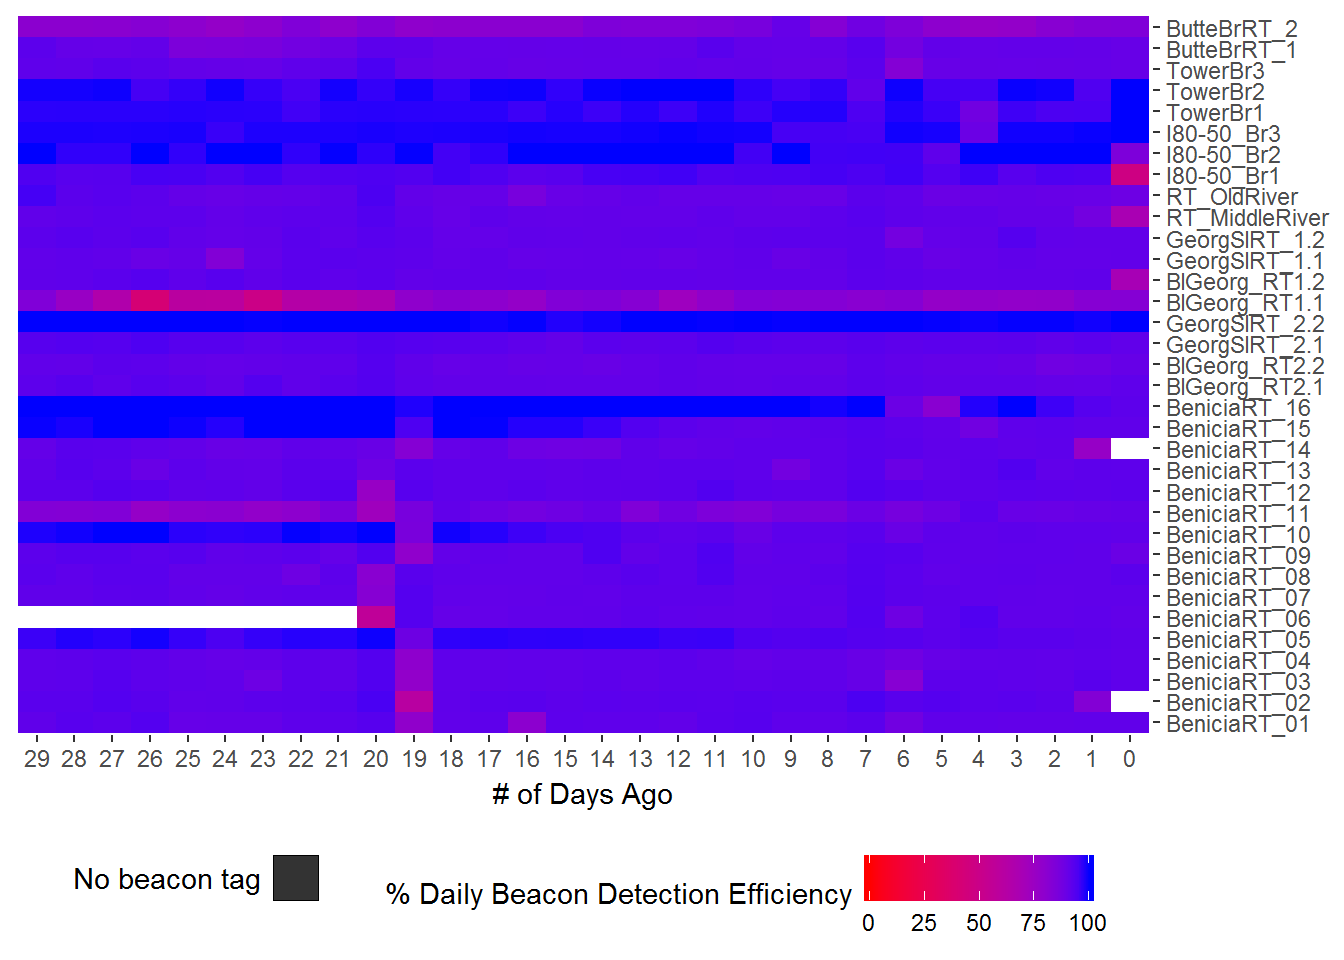 ButteBrRT_2
ButteBrRT_1
TowerBr3
TowerBr2
TowerBr1
I80-50_Br3
I80-50_Br2
I80-50_Br1
RT_OldRiver
RT_MiddleRiver
GeorgSlRT_1.2
GeorgSlRT_1.1
BlGeorg_RT1.2
BlGeorg_RT1.1
GeorgSlRT_2.2
GeorgSlRT_2.1
BlGeorg_RT2.2
BlGeorg_RT2.1
BeniciaRT_16
BeniciaRT_15
BeniciaRT_14
BeniciaRT_13
BeniciaRT_12
BeniciaRT_11
BeniciaRT_10
BeniciaRT_09
BeniciaRT_08
BeniciaRT_07
BeniciaRT_06
BeniciaRT_05
BeniciaRT_04
BeniciaRT_03
BeniciaRT_02
BeniciaRT_01
29 28 27 26 25 24 23 22 21 20 19 18 17 16 15 14 13 12 11 10 9 8 7 6 5 4 3 2 1 0
# of Days Ago
No beacon tag
% Daily Beacon Detection Efficiency
0 25 50 75 100